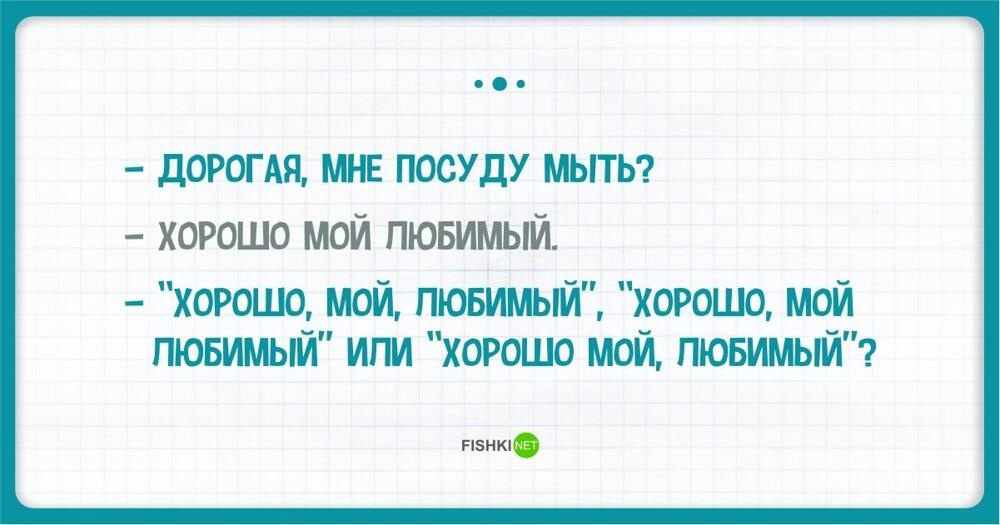 – ДОРОГАЯ, МНЕ ПОСУДУ МЫТЬ?
– ХОРОШО МОЙ ЛЮБИМЫЙ.
– "ХОРОШО, МОЙ, ЛЮБИМЫЙ", "ХОРОШО, МОЙ
ЛЮБИМЫЙ" ИЛИ "ХОРОШО МОЙ, ЛЮБИМЫЙ"?
FISHKI NET